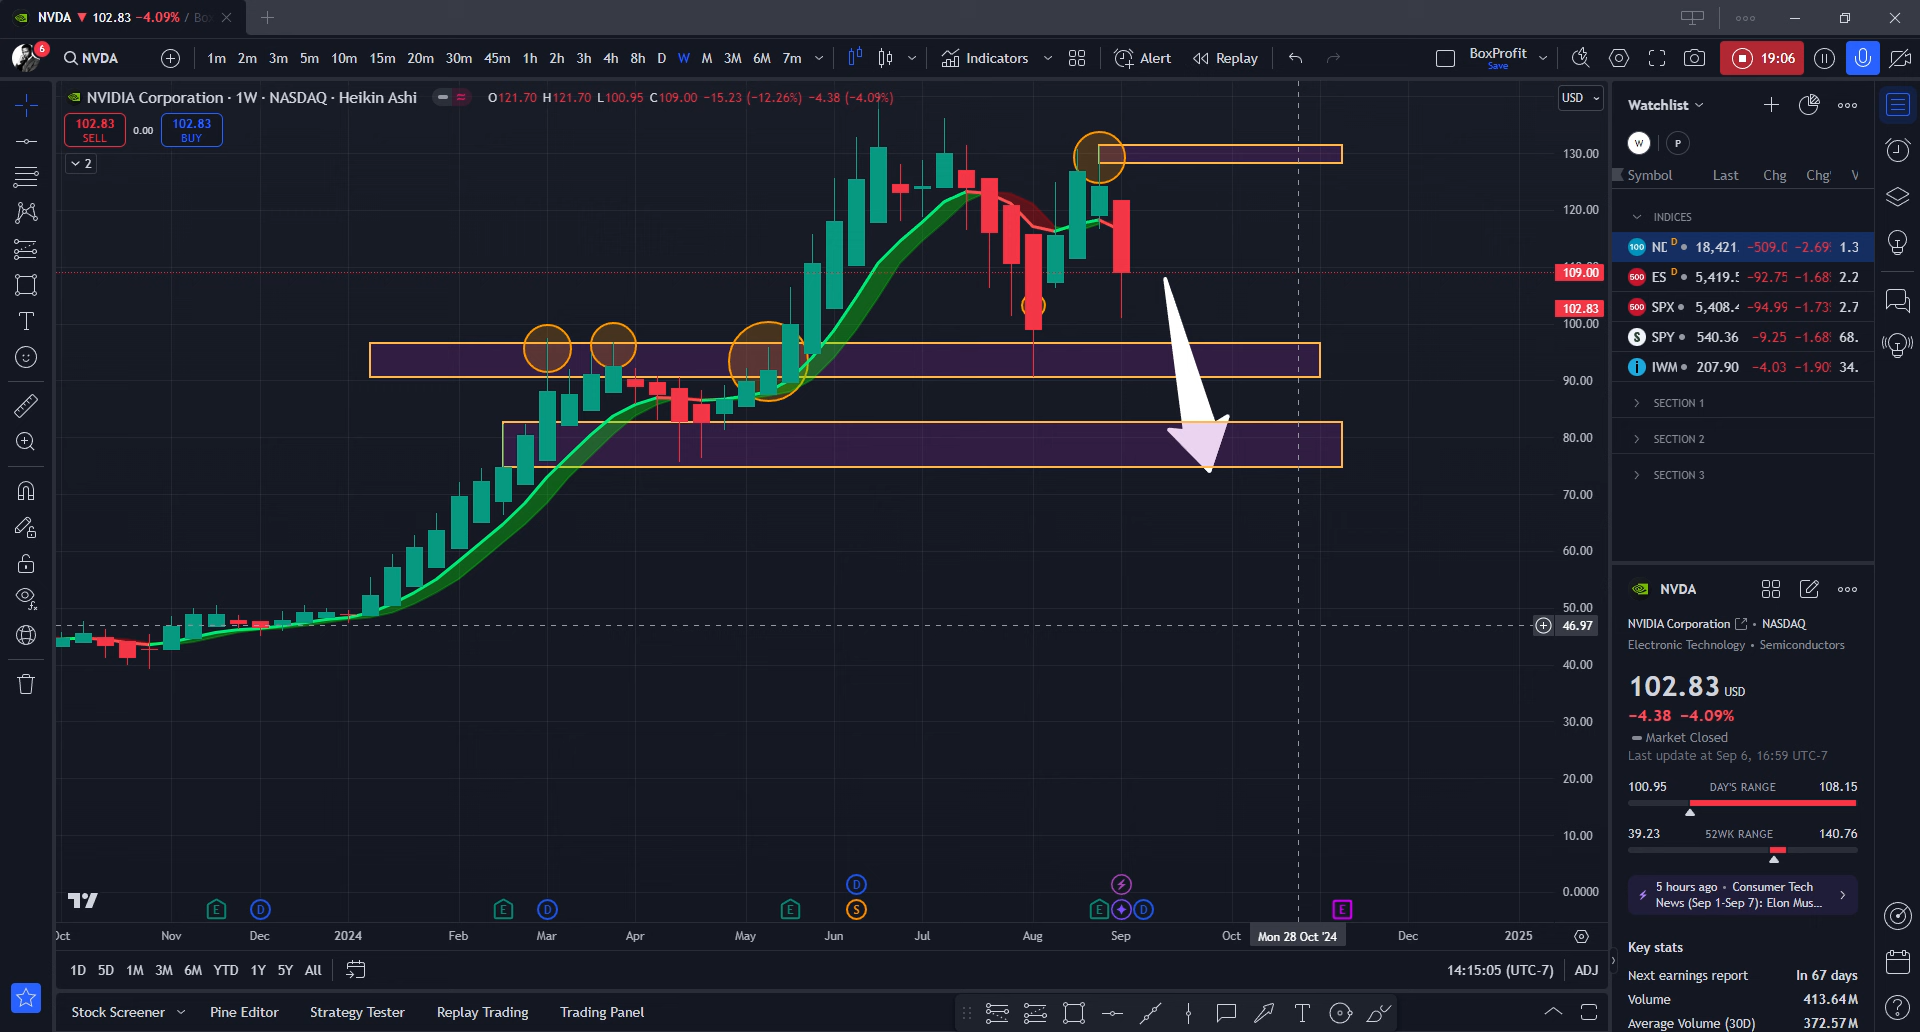 NVDA ▼ 102.83 -4.09% / Bo
6
NVDA
1m 2m 3m 5m 10m 15m 20m 30m 45m 1h 2h 3h 4h 8h D W M 3M 6M 7m
Indicators
Alert
Replay
BoxProfit
Save
19:06
NVIDIA Corporation · 1W · NASDAQ · Heikin Ashi
O121.70 H121.70 L100.95 C109.00 -15.23 (-12.26%) -4.38 (-4.09%)
102.83
SELL
0.00
102.83
BUY
2
USD
130.00
120.00
109.00
102.83
100.00
90.00
80.00
70.00
60.00
50.00
46.97
40.00
30.00
20.00
10.00
0.0000
E D E D E D S E D E
Oct Nov Dec 2024 Feb Mar Apr May Jun Jul Aug Sep Oct Mon 28 Oct '24 Dec 2025
1D 5D 1M 3M 6M YTD 1Y 5Y All
14:15:05 (UTC-7) ADJ
Stock Screener Pine Editor Strategy Tester Replay Trading Trading Panel
Watchlist
W P
Symbol Last Chg Chg
INDICES
100 D 18,421. -509.0 -2.69 1.3
500 ES D 5,419.5 -92.75 -1.68 2.2
500 SPX 5,408.4 -94.99 -1.73 2.7
S SPY 540.36 -9.25 -1.68 68.
i IWM 207.90 -4.03 -1.90 34.
SECTION 1
SECTION 2
SECTION 3
NVDA
NVIDIA Corporation • NASDAQ
Electronic Technology • Semiconductors
102.83 USD
-4.38 -4.09%
Market Closed
Last update at Sep 6, 16:59 UTC-7
100.95 DAY'S RANGE 108.15
39.23 52WK RANGE 140.76
5 hours ago • Consumer Tech
News (Sep 1-Sep 7): Elon Mus...
Key stats
Next earnings report In 67 days
Volume 413.64M
Average Volume (30D) 372.57M